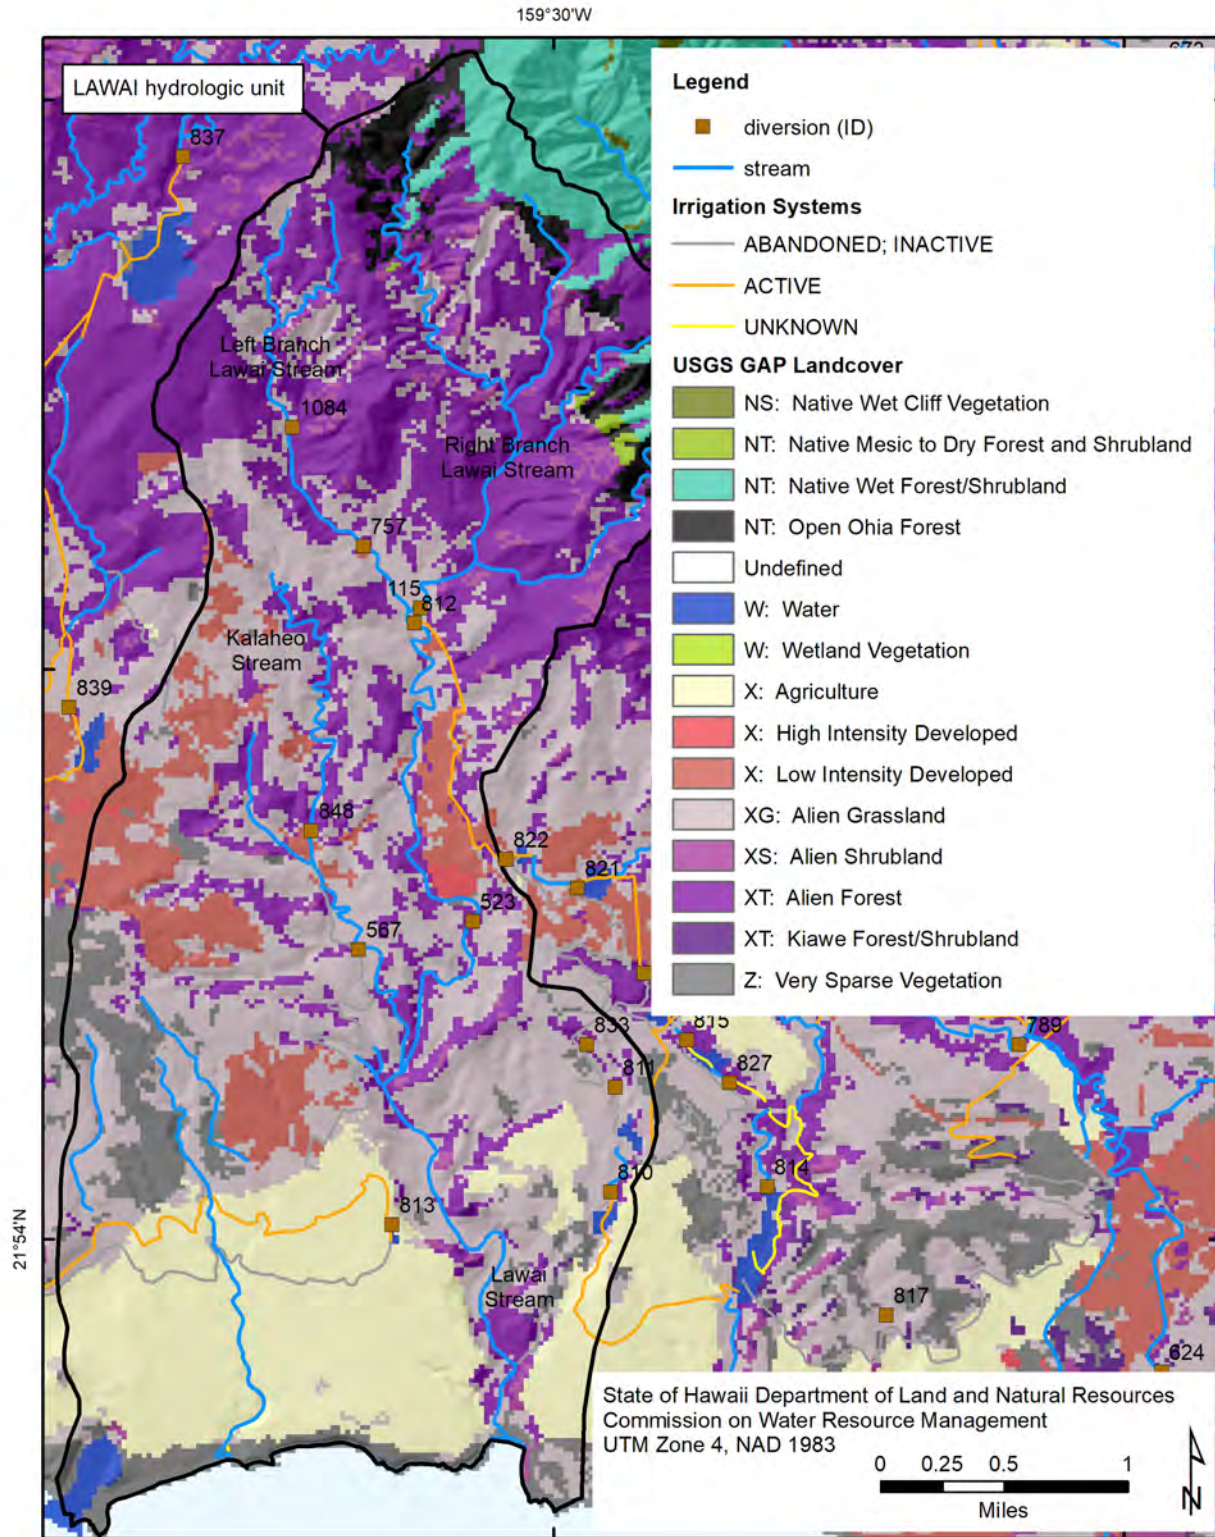 159°30'W
LAWAI hydrologic unit
837
Left Branch
Lawai Stream
1084
Right Branch
Lawai Stream
757
115
812
Kalaheo
Stream
839
848
822
821
523
567
833
815
789
811
827
810
814
813
21°54'N
Lawai
Stream
817
624
Legend
diversion (ID)
stream
Irrigation Systems
ABANDONED; INACTIVE
ACTIVE
UNKNOWN
USGS GAP Landcover
NS: Native Wet Cliff Vegetation
NT: Native Mesic to Dry Forest and Shrubland
NT: Native Wet Forest/Shrubland
NT: Open Ohia Forest
Undefined
W: Water
W: Wetland Vegetation
X: Agriculture
X: High Intensity Developed
X: Low Intensity Developed
XG: Alien Grassland
XS: Alien Shrubland
XT: Alien Forest
XT: Kiawe Forest/Shrubland
Z: Very Sparse Vegetation
State of Hawaii Department of Land and Natural Resources
Commission on Water Resource Management
UTM Zone 4, NAD 1983
0 0.25 0.5 1
Miles
N